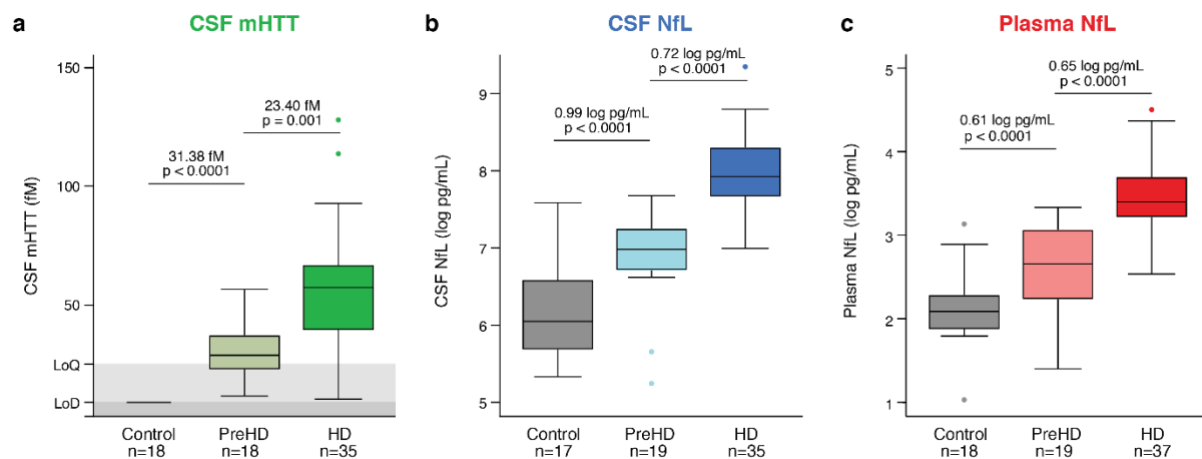 a
CSF mHTT
CSF mHTT (fM)
150
100
50
LoQ
LoD
31.38 fM
p < 0.0001
23.40 fM
p = 0.001
Control
n=18
PreHD
n=18
HD
n=35
b
CSF NfL
CSF NfL (log pg/mL)
9
8
7
6
5
0.99 log pg/mL
p < 0.0001
0.72 log pg/mL
p < 0.0001
Control
n=17
PreHD
n=19
HD
n=35
c
Plasma NfL
Plasma NfL (log pg/mL)
5
4
3
2
1
0.61 log pg/mL
p < 0.0001
0.65 log pg/mL
p < 0.0001
Control
n=18
PreHD
n=19
HD
n=37